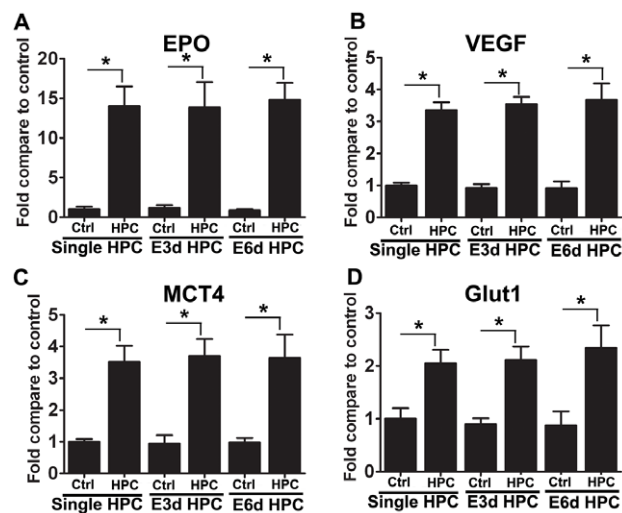 A
EPO
Fold compare to control
20
15
10
5
0
* * *
Ctrl HPC Ctrl HPC Ctrl HPC
Single HPC E3d HPC E6d HPC
B
VEGF
Fold compare to control
5
4
3
2
1
0
* * *
Ctrl HPC Ctrl HPC Ctrl HPC
Single HPC E3d HPC E6d HPC
C
MCT4
Fold compare to control
6
5
4
3
2
1
0
* * *
Ctrl HPC Ctrl HPC Ctrl HPC
Single HPC E3d HPC E6d HPC
D
Glut1
Fold compare to control
3
2
1
0
* * *
Ctrl HPC Ctrl HPC Ctrl HPC
Single HPC E3d HPC E6d HPC